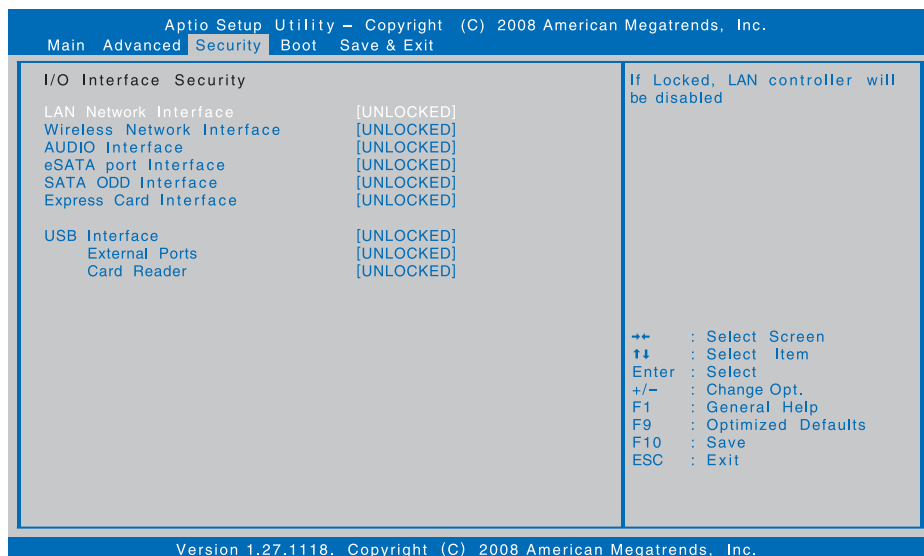 Aptio Setup Utility – Copyright (C) 2008 American Megatrends, Inc.
Main Advanced Security Boot Save & Exit
I/O Interface Security
LAN Network Interface [UNLOCKED]
Wireless Network Interface [UNLOCKED]
AUDIO Interface [UNLOCKED]
eSATA port Interface [UNLOCKED]
SATA ODD Interface [UNLOCKED]
Express Card Interface [UNLOCKED]
USB Interface [UNLOCKED]
External Ports [UNLOCKED]
Card Reader [UNLOCKED]
If Locked, LAN controller will
be disabled
→← : Select Screen
↑↓ : Select Item
Enter : Select
+/– : Change Opt.
F1 : General Help
F9 : Optimized Defaults
F10 : Save
ESC : Exit
Version 1.27.1118. Copyright (C) 2008 American Megatrends, Inc.